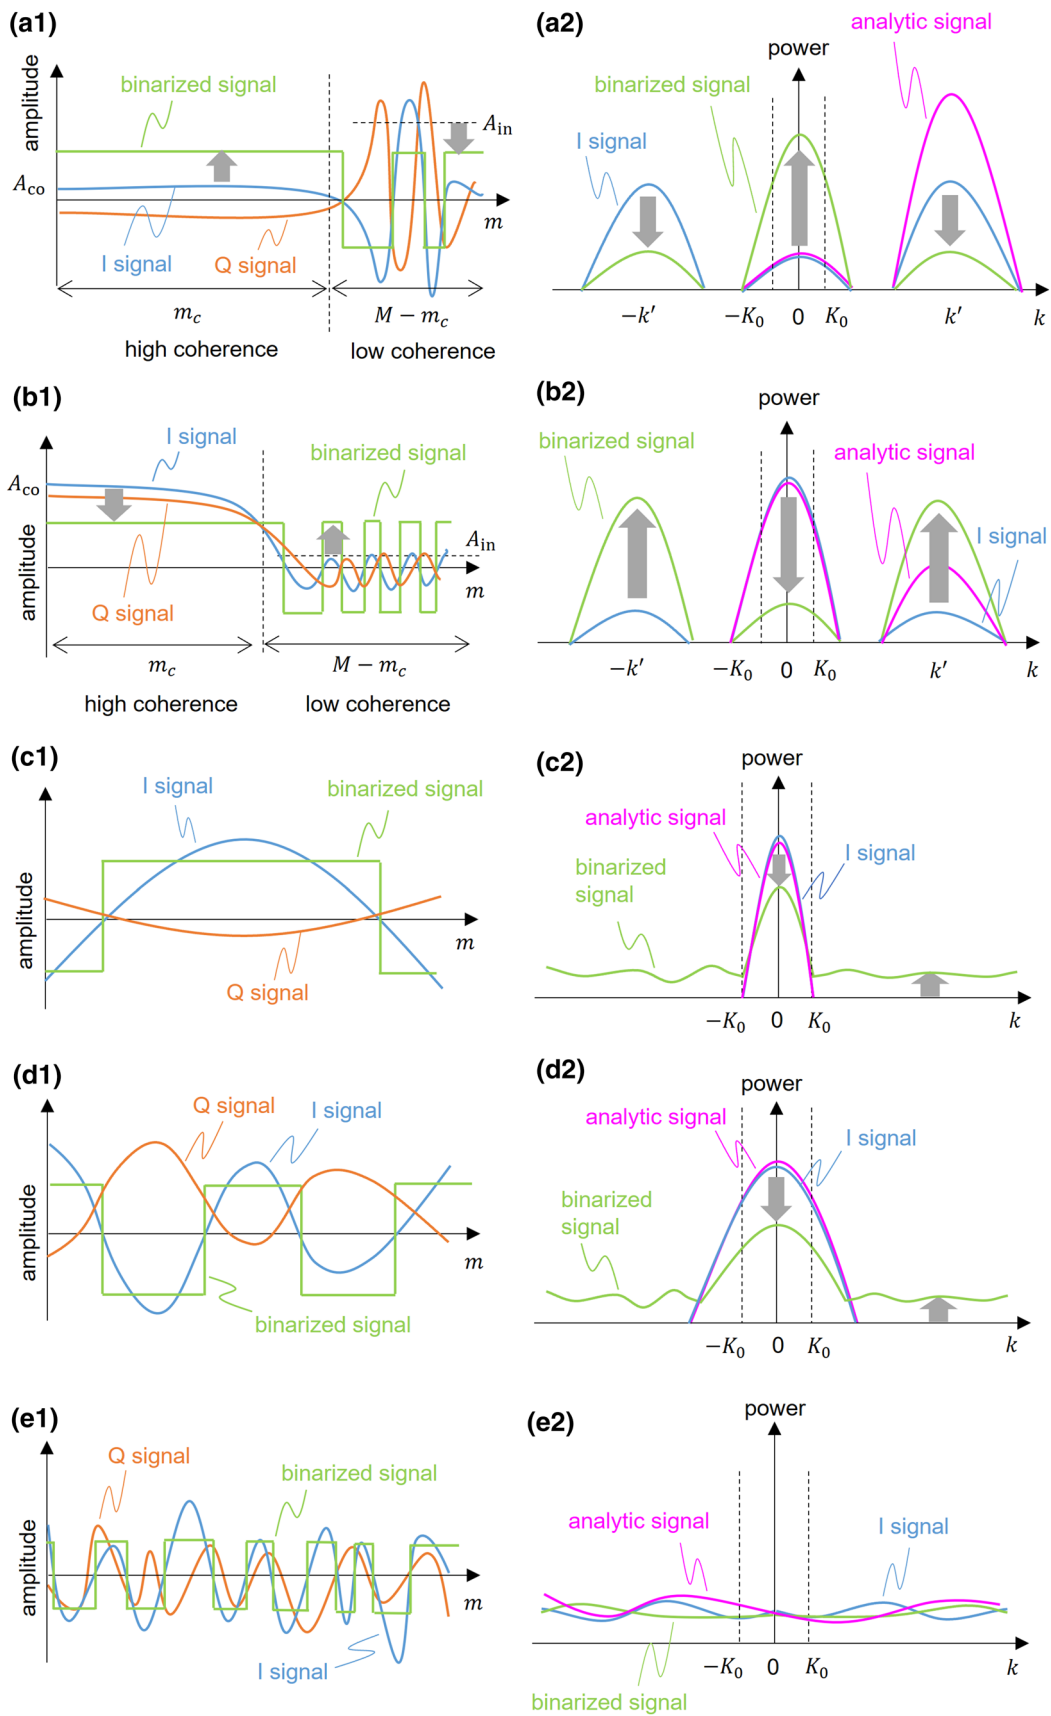 (a1)
amplitude
binarized signal
A_in
A_co
m
I signal
Q signal
m_c
M − m_c
high coherence
low coherence
(a2)
analytic signal
power
binarized signal
I signal
−k′
−K_0
0
K_0
k′
k
(b1)
I signal
binarized signal
A_co
A_in
amplitude
m
Q signal
m_c
M − m_c
high coherence
low coherence
(b2)
power
binarized signal
analytic signal
I signal
−k′
−K_0
0
K_0
k′
k
(c1)
I signal
binarized signal
amplitude
m
Q signal
(c2)
power
analytic signal
I signal
binarized
signal
−K_0
0
K_0
k
(d1)
Q signal
I signal
amplitude
m
binarized signal
(d2)
power
analytic signal
I signal
binarized
signal
−K_0
0
K_0
k
(e1)
Q signal
binarized signal
amplitude
m
I signal
(e2)
power
analytic signal
I signal
−K_0
0
K_0
k
binarized signal